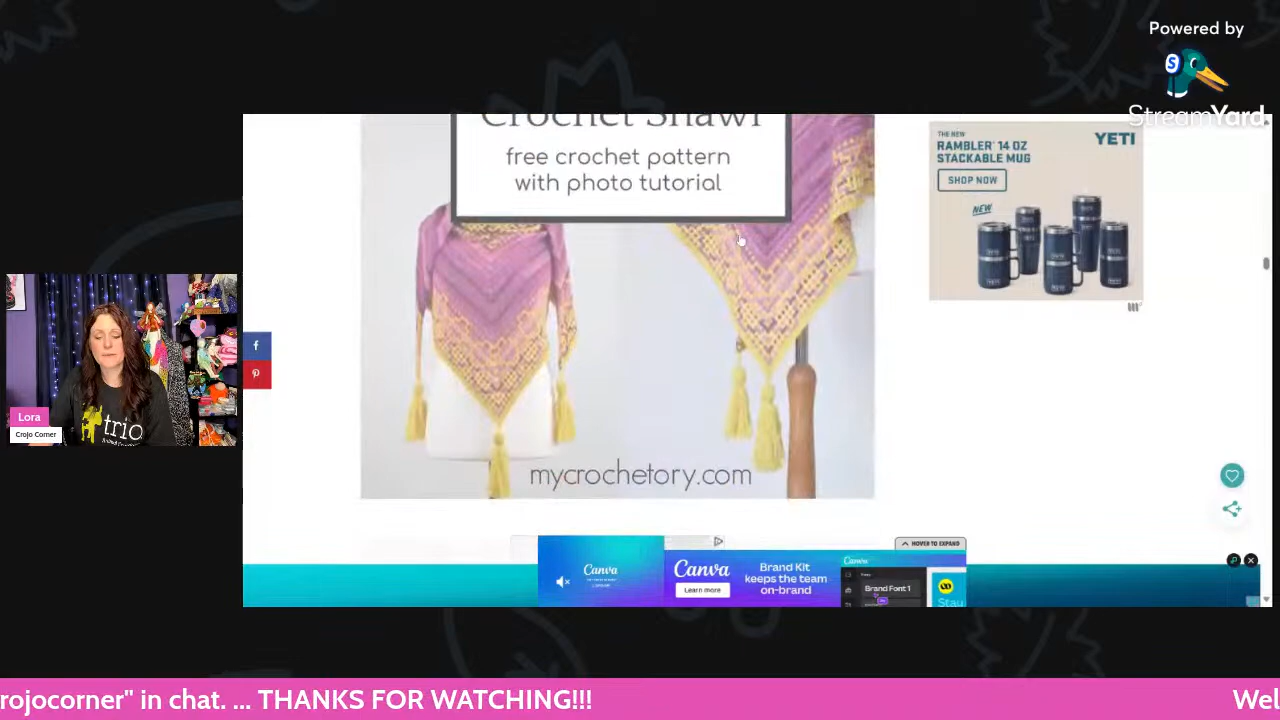 Powered by
StreamYard
Crochet Shawl
free crochet pattern
with photo tutorial
mycrochetory.com
THE NEW
YETI
RAMBLER 14 OZ
STACKABLE MUG
SHOP NOW
NEW
Lora
Crojo Corner
trio
HOVER TO EXPAND
Canva
Canva
Learn more
Brand Kit
keeps the team
on-brand
Canva
Brand Font 1
Stay
rojocorner" in chat. ... THANKS FOR WATCHING!!!
Wel